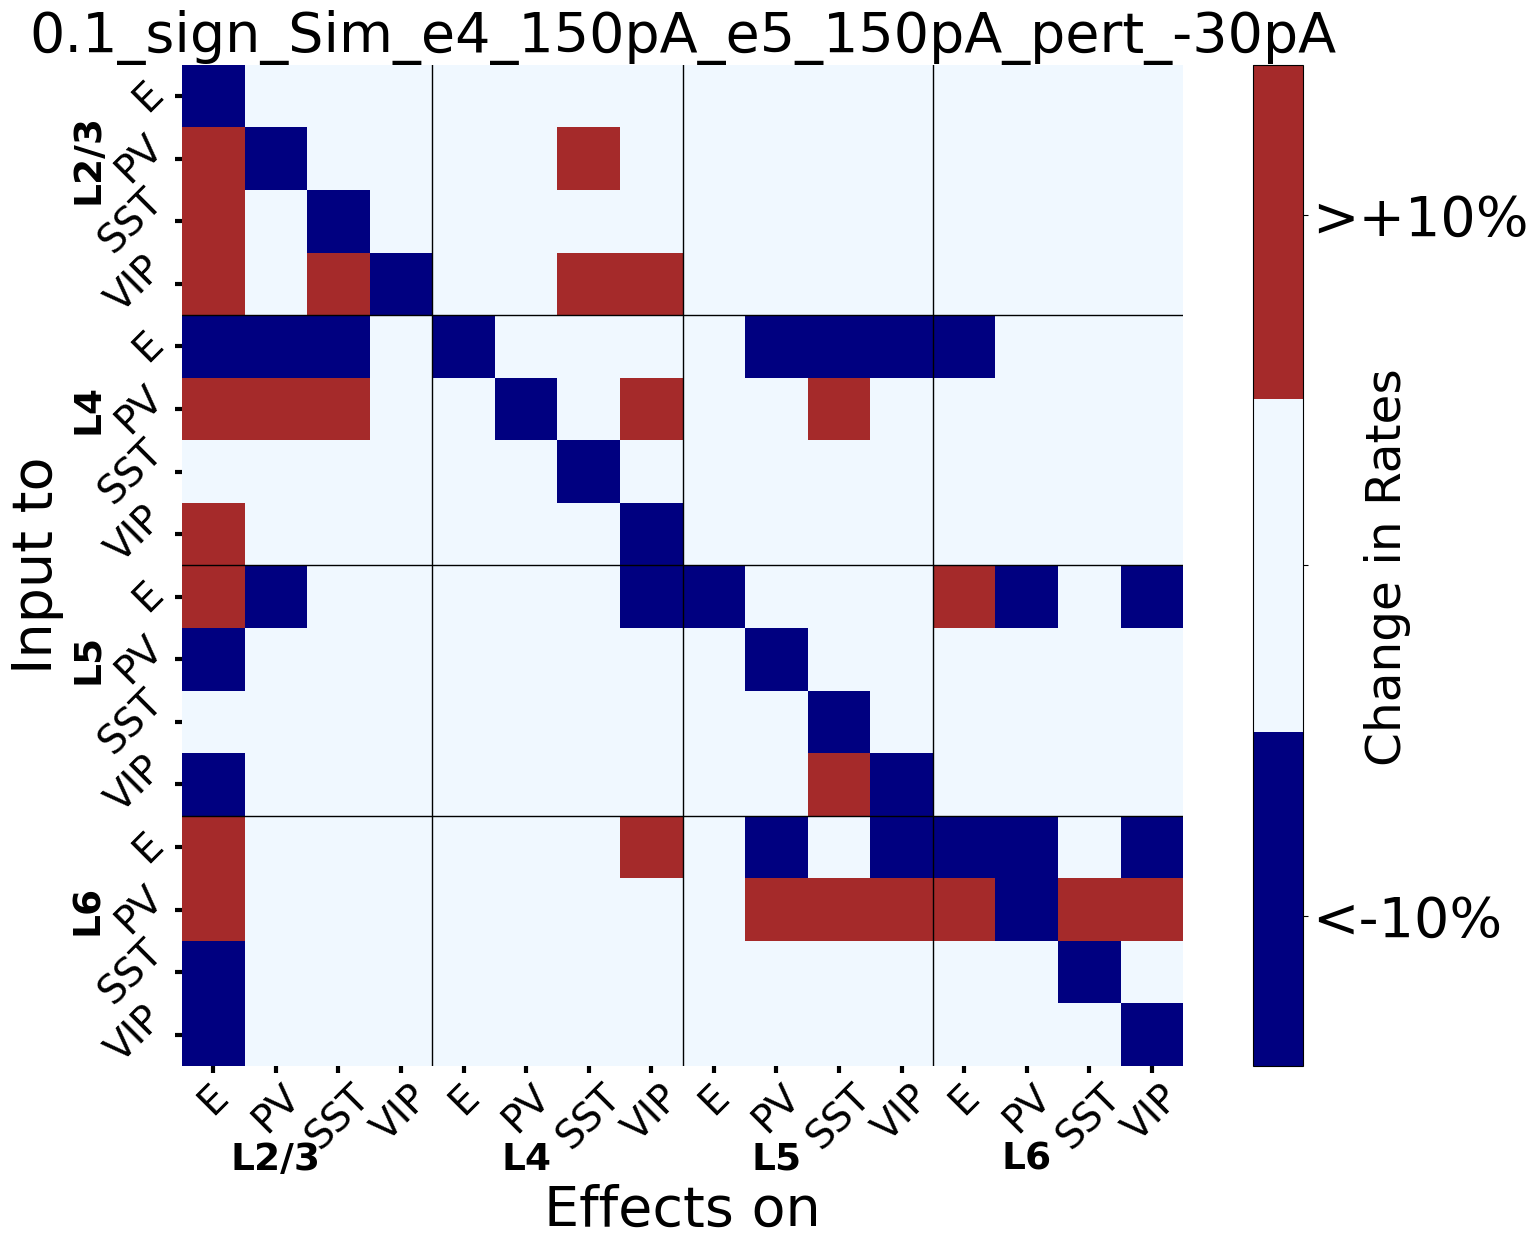 0.1_sign_Sim_e4_150pA_e5_150pA_pert_-30pA
Input to
L2/3
E
PV
SST
VIP
L4
E
PV
SST
VIP
L5
E
PV
SST
VIP
L6
E
PV
SST
VIP
E PV SST VIP E PV SST VIP E PV SST VIP E PV SST VIP
L2/3 L4 L5 L6
Effects on
>+10%
<-10%
Change in Rates